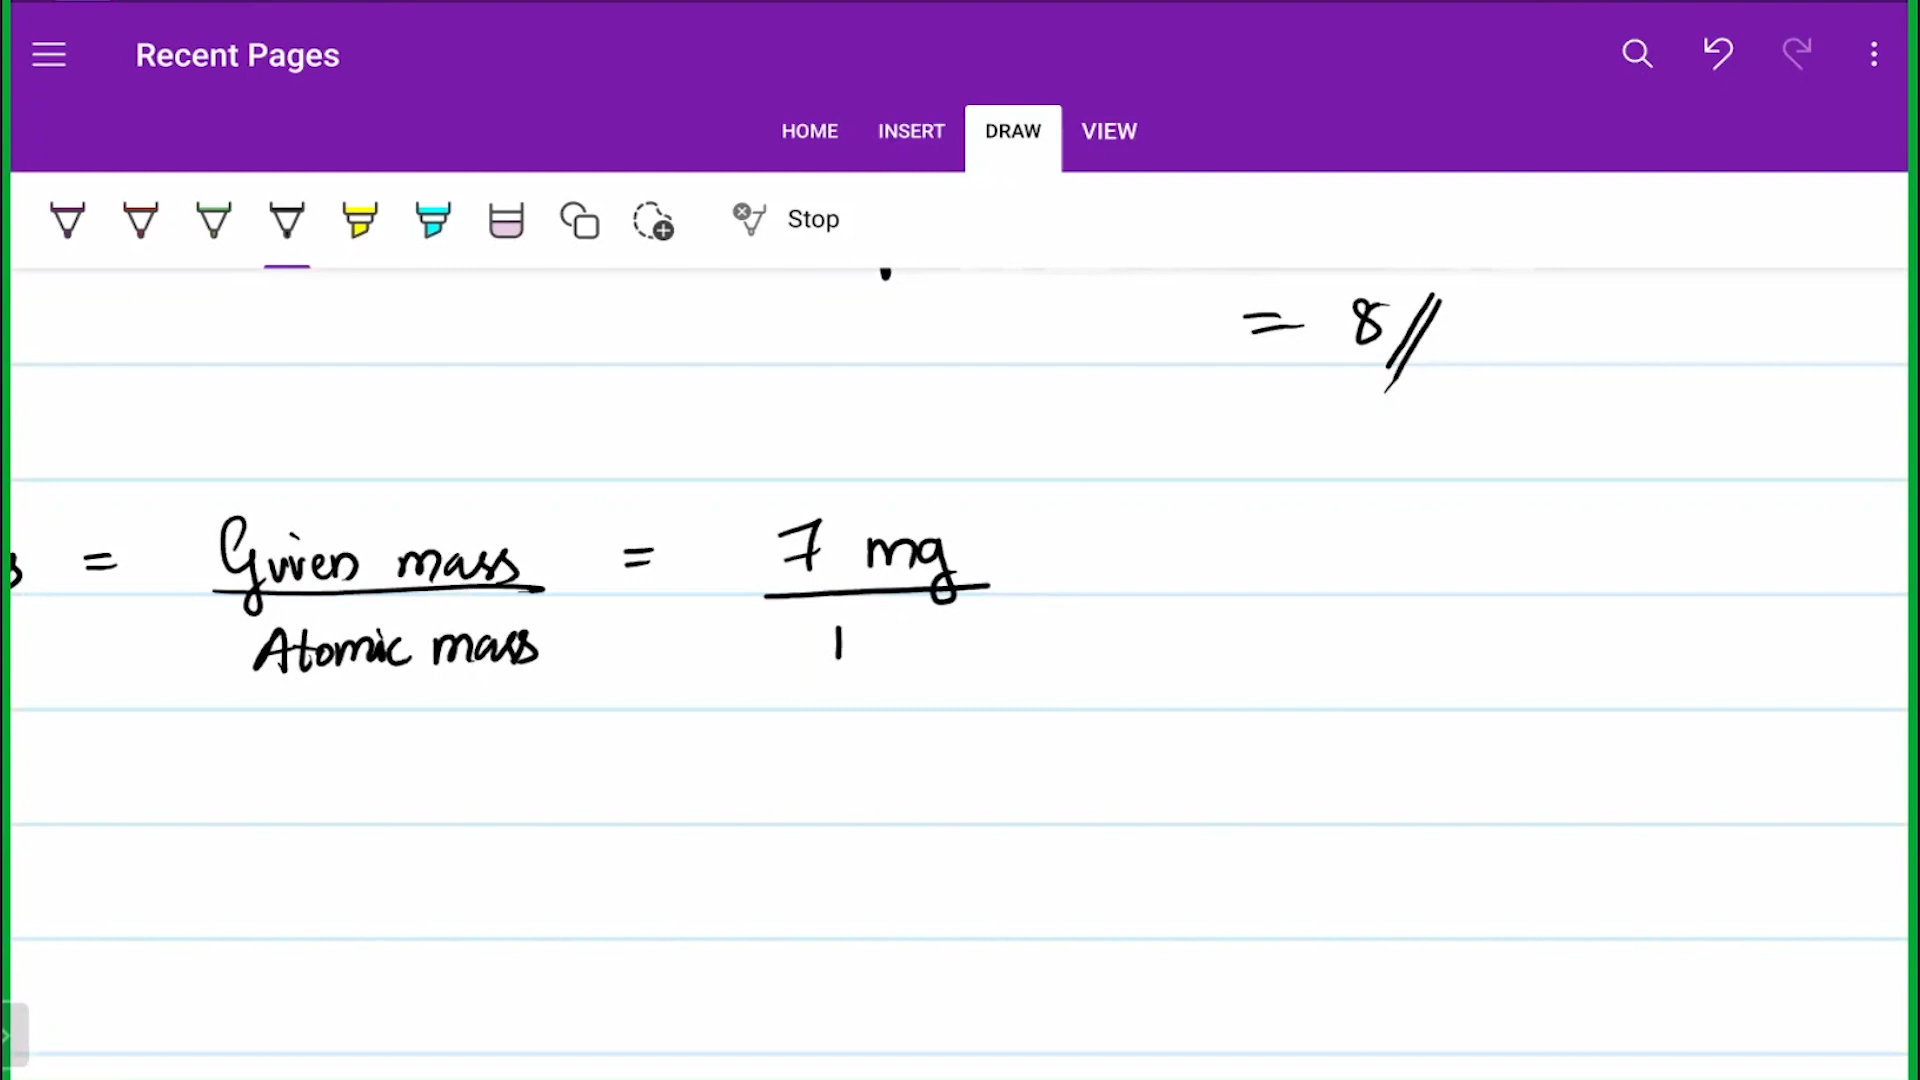 Recent Pages
HOME INSERT DRAW VIEW
Stop
= 8//
= Given mass = 7 mg
Atomic mass 1